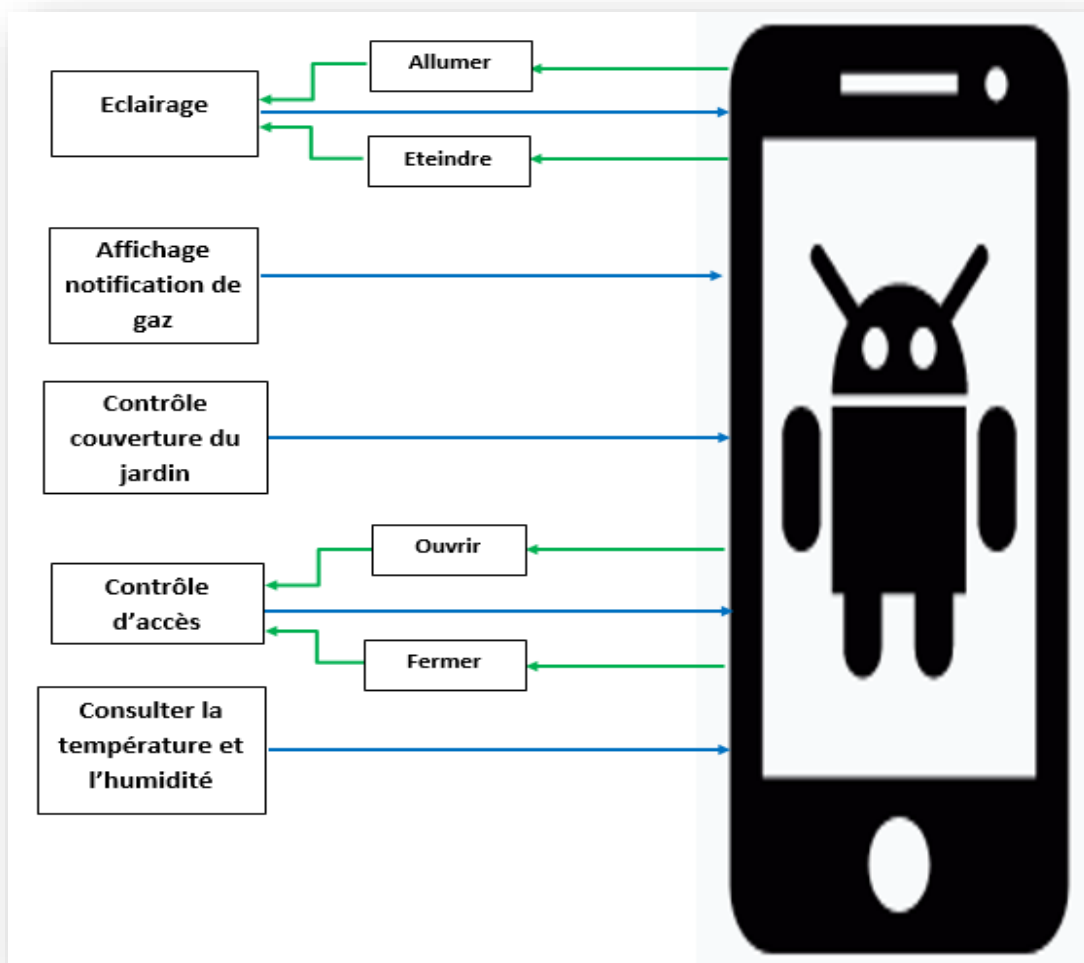 Allumer
Eclairage
Eteindre
Affichage
notification de
gaz
Contrôle
couverture du
jardin
Ouvrir
Contrôle
d’accès
Fermer
Consulter la
température et
l’humidité